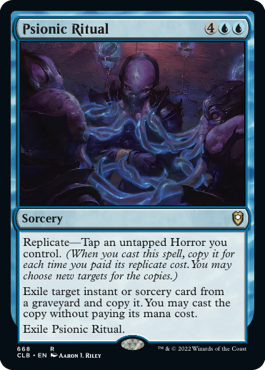 Psionic Ritual 4
Sorcery
Replicate—Tap an untapped Horror you
control. (When you cast this spell, copy it for
each time you paid its replicate cost. You may
choose new targets for the copies.)
Exile target instant or sorcery card from
a graveyard and copy it. You may cast the
copy without paying its mana cost.
Exile Psionic Ritual.
668 R
CLB • EN Aaron J. Riley
™ & © 2022 Wizards of the Coast